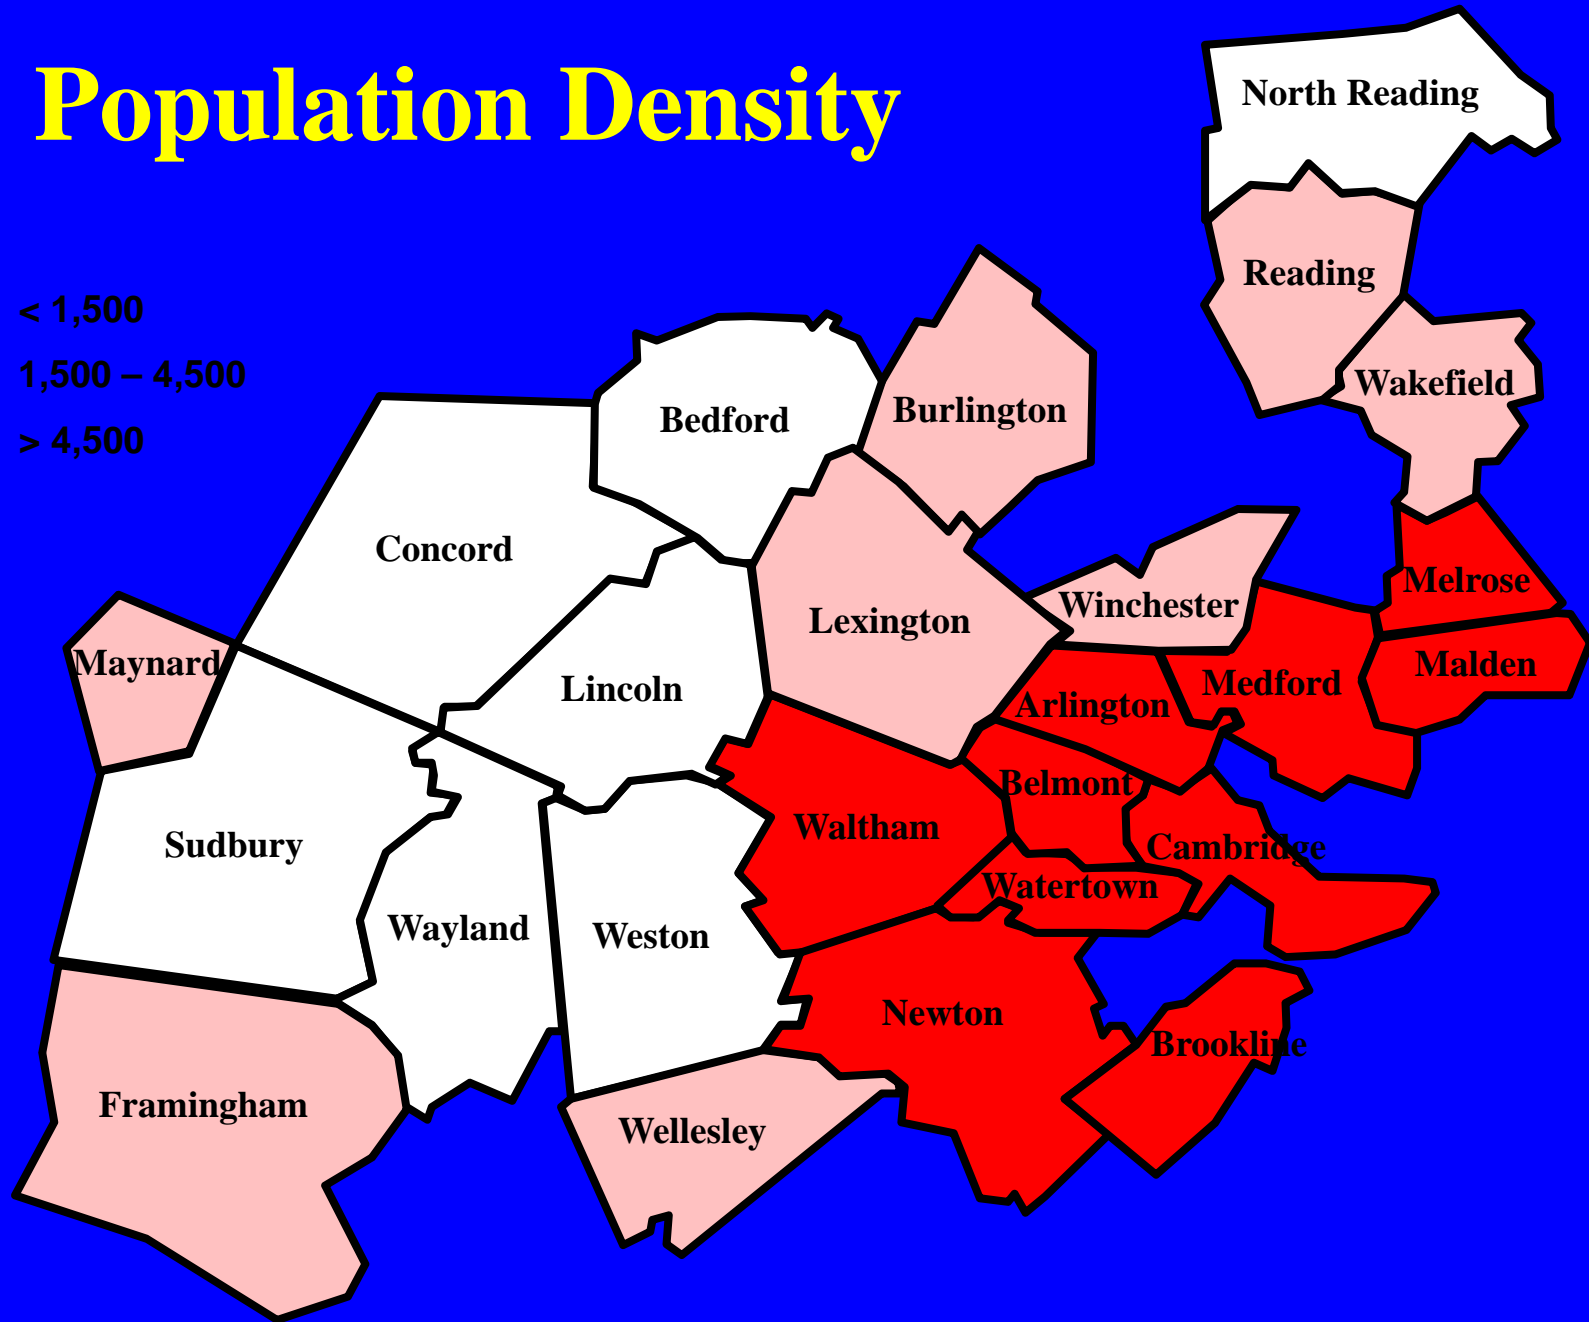 Population Density
North Reading
Reading
< 1,500
1,500 – 4,500
Wakefield
Burlington
Bedford
> 4,500
Concord
Melrose
Winchester
Lexington
Maynard
Malden
Medford
Lincoln
Arlington
Belmont
Waltham
Sudbury
Cambridge
Watertown
Wayland
Weston
Newton
Brookline
Framingham
Wellesley